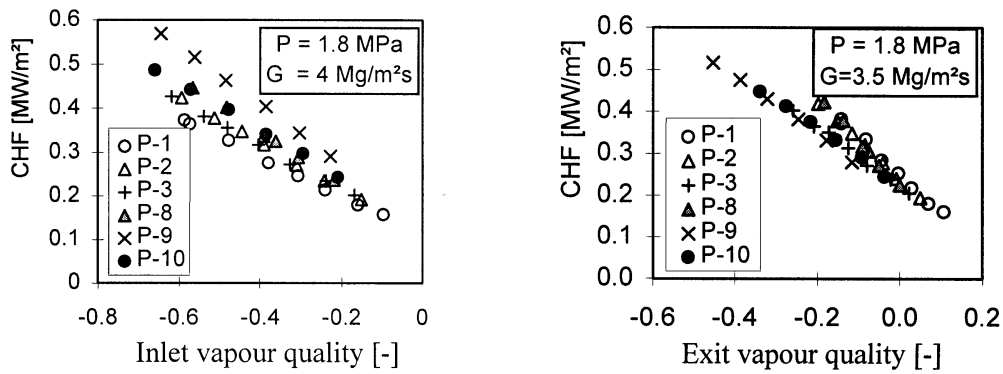 CHF [MW/m²]
0.6
0.5
0.4
0.3
0.2
0.1
0
P = 1.8 MPa
G = 4 Mg/m²s
P-1
P-2
P-3
P-8
P-9
P-10
-0.8 -0.6 -0.4 -0.2 0
Inlet vapour quality [-]
CHF [MW/m²]
0.6
0.5
0.4
0.3
0.2
0.1
0.0
P = 1.8 MPa
G=3.5 Mg/m²s
P-1
P-2
P-3
P-8
P-9
P-10
-0.6 -0.4 -0.2 0.0 0.2
Exit vapour quality [-]